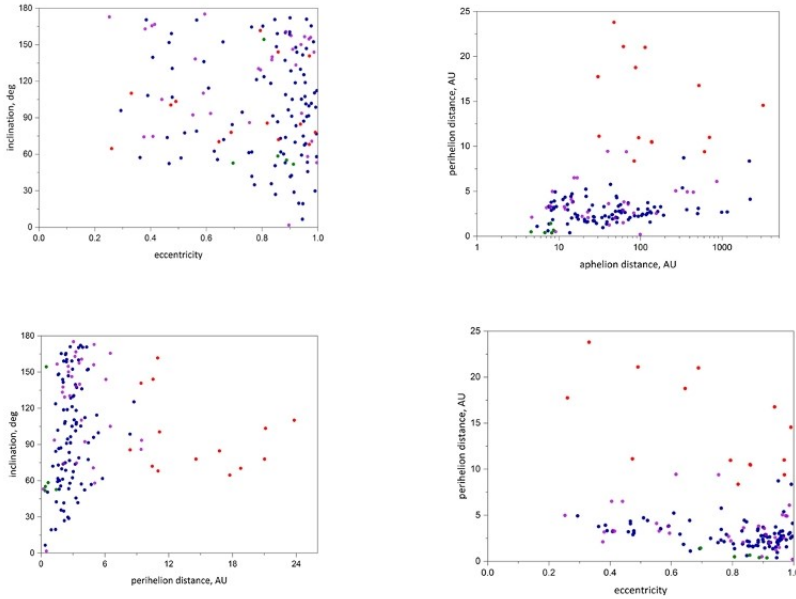 180
150
120
90
60
30
0
inclination, deg
0.0 0.2 0.4 0.6 0.8 1.0
eccentricity
25
20
15
10
5
0
perihelion distance, AU
1 10 100 1000
aphelion distance, AU
180
150
120
90
60
30
0
inclination, deg
0 6 12 18 24
perihelion distance, AU
25
20
15
10
5
0
perihelion distance, AU
0.0 0.2 0.4 0.6 0.8 1.0
eccentricity